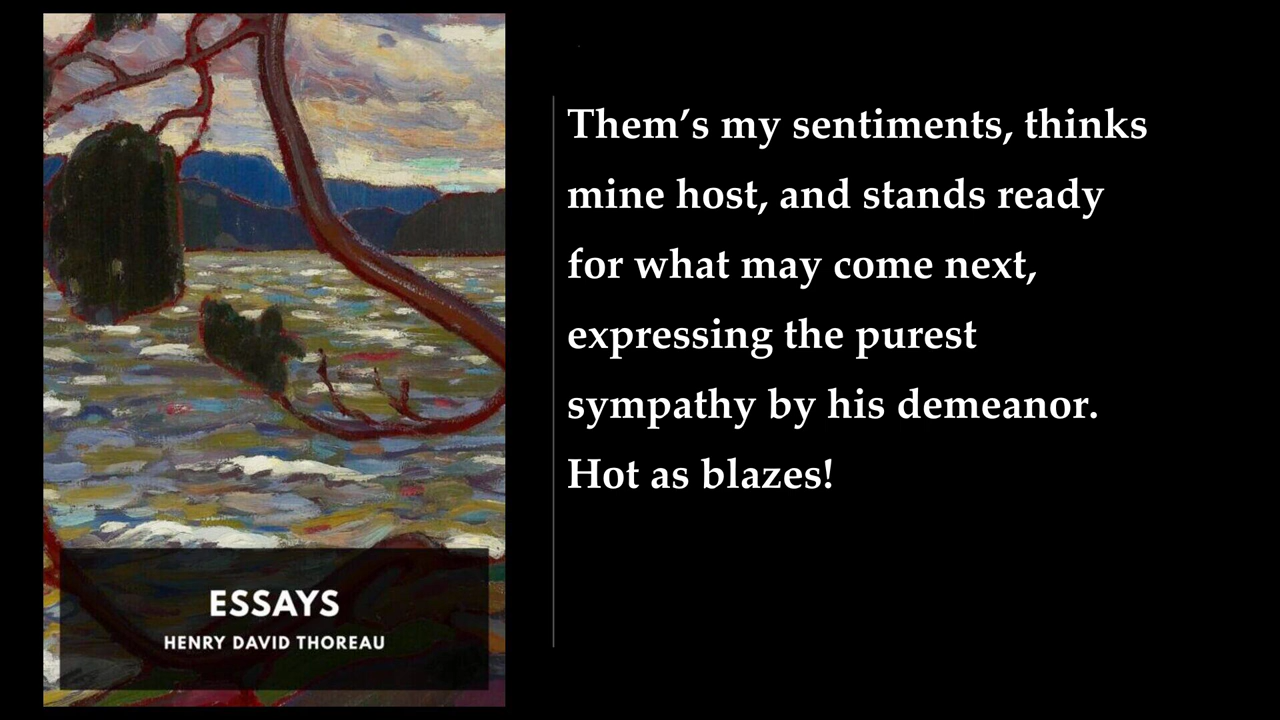 Them’s my sentiments, thinks
mine host, and stands ready
for what may come next,
expressing the purest
sympathy by his demeanor.
Hot as blazes!
ESSAYS
HENRY DAVID THOREAU